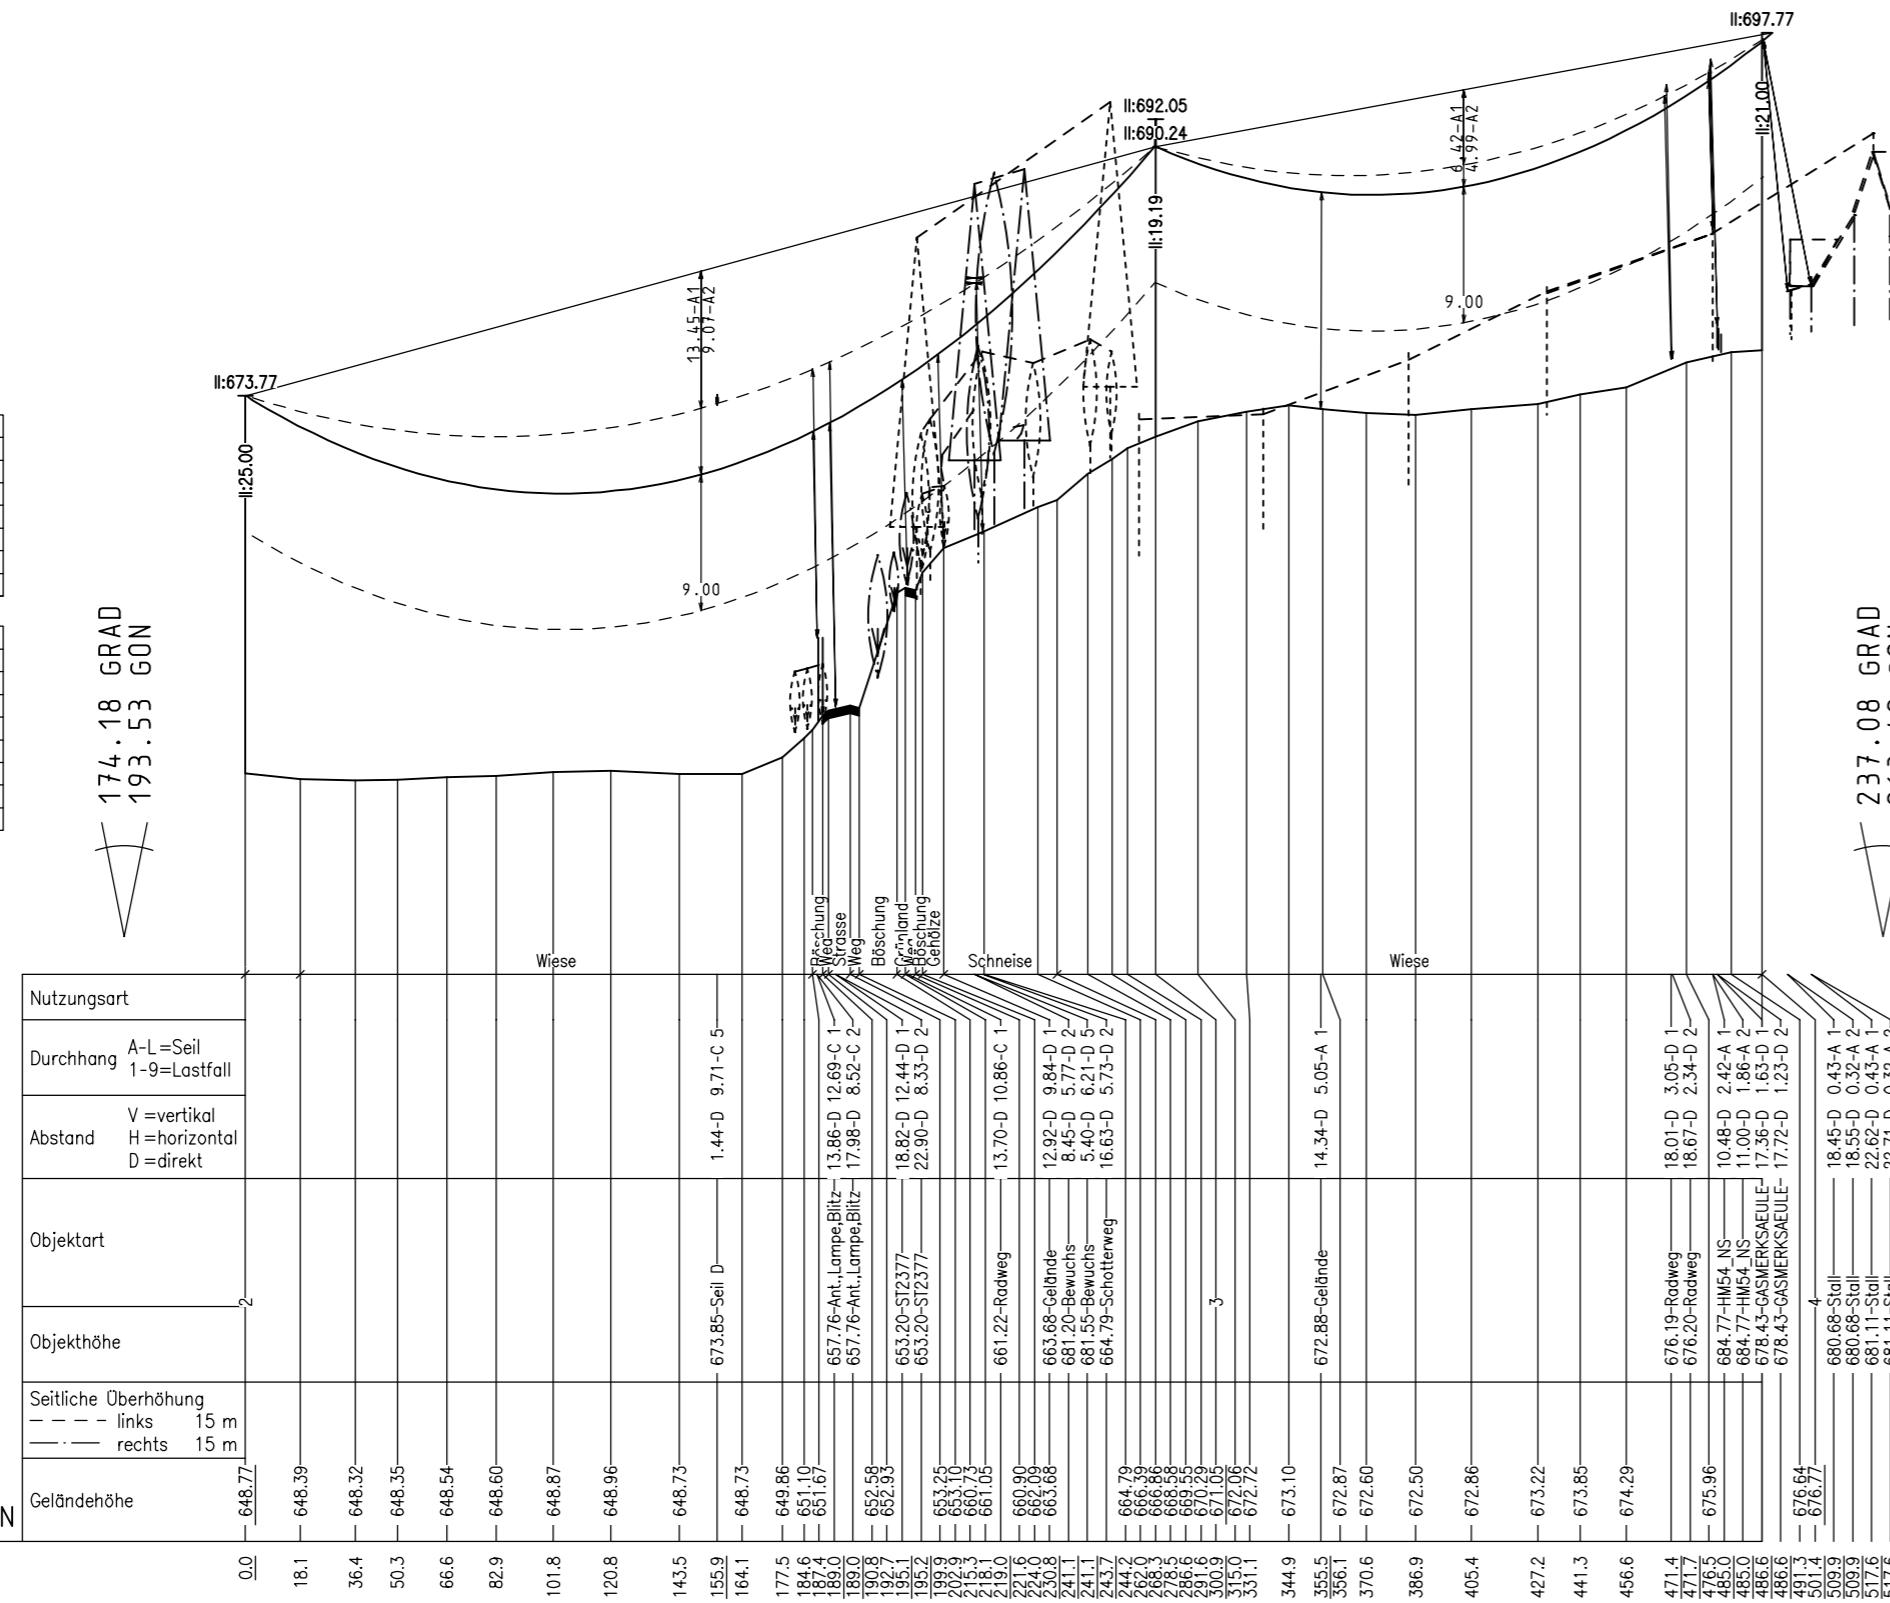 II:697.77
II:692.05
II:690.24
II:673.77
II:21.00
II:19.19
II:25.00
6.42-A1
4.99-A2
13.45-A1
9.07-A2
9.00
9.00
174.18 GRAD
193.53 GON
237.08 GRAD
Wiese
Böschung
Weg
Strasse
Weg
Böschung
Grünland
Weg
Böschung
Gehölze
Schneise
Wiese
Nutzungsart
Durchhang A-L=Seil
1-9=Lastfall
9.71-C 5
12.69-C 1
8.52-C 2
12.44-D 1
8.33-D 2
10.86-C 1
9.84-D 1
5.77-D 2
6.21-D 5
5.73-D 2
5.05-A 1
3.05-D 1
2.34-D 2
2.42-A 1
1.86-A 2
1.63-D 1
1.23-D 2
0.43-A 1
0.32-A 2
0.43-A 1
Abstand V =vertikal
H =horizontal
D =direkt
1.44-D
13.86-D
17.98-D
18.82-D
22.90-D
13.70-D
12.92-D
8.45-D
5.40-D
16.63-D
14.34-D
18.01-D
18.67-D
10.48-D
11.00-D
17.36-D
17.72-D
18.45-D
18.55-D
22.62-D
Objektart
Objekthöhe
2
673.85-Seil D
657.76-Ant.,Lampe,Blitz
657.76-Ant.,Lampe,Blitz
653.20-ST2377
653.20-ST2377
661.22-Radweg
663.68-Gelände
681.20-Bewuchs
681.55-Bewuchs
664.79-Schotterweg
3
672.88-Gelände
676.19-Radweg
676.20-Radweg
684.77-HM54_NS
684.77-HM54_NS
678.43-GASMERKSAEULE
678.43-GASMERKSAEULE
4
680.68-Stall
680.68-Stall
681.11-Stall
Seitliche Überhöhung
links 15 m
rechts 15 m
N
Geländehöhe
648.77
648.39
648.32
648.35
648.54
648.60
648.87
648.96
648.73
648.73
649.86
651.10
651.67
652.58
652.93
653.25
653.10
660.73
661.05
660.90
662.09
663.68
664.79
666.39
666.86
668.58
669.55
670.29
671.05
672.06
672.72
673.10
672.87
672.60
672.50
672.86
673.22
673.85
674.29
675.96
676.64
676.77
0.0
18.1
36.4
50.3
66.6
82.9
101.8
120.8
143.5
155.9
164.1
177.5
184.6
187.4
189.0
189.0
190.8
192.7
195.1
195.2
199.9
202.9
215.3
218.1
219.0
221.6
224.0
230.8
241.1
241.1
243.7
244.2
262.0
268.3
278.5
286.6
291.6
300.9
315.0
331.1
344.9
355.5
356.1
370.6
386.9
405.4
427.2
441.3
456.6
471.4
471.7
476.5
485.0
485.0
486.6
486.6
491.3
501.4
509.9
509.9
517.6